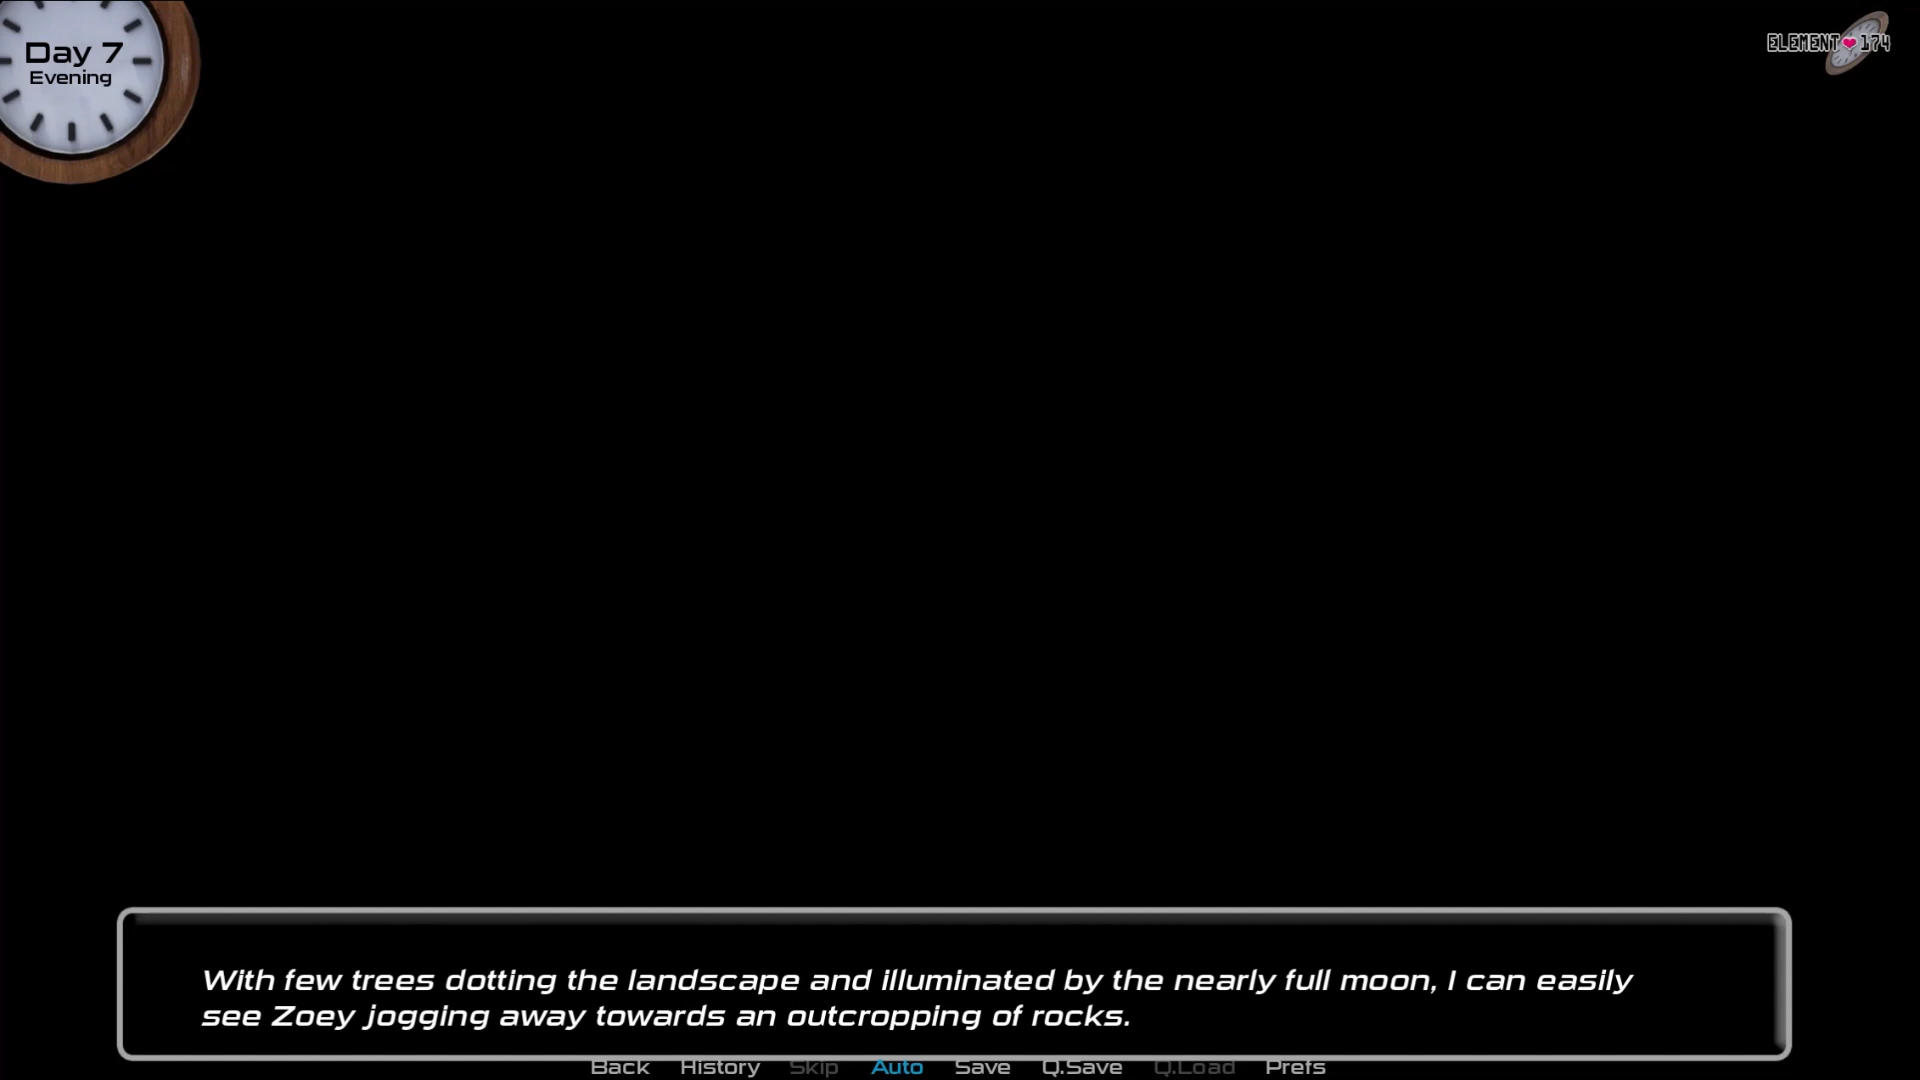 Day 7
Evening
ELEMENT 174
With few trees dotting the landscape and illuminated by the nearly full moon, I can easily
see Zoey jogging away towards an outcropping of rocks.
Back History Skip Auto Save Q.Save Q.Load Prefs